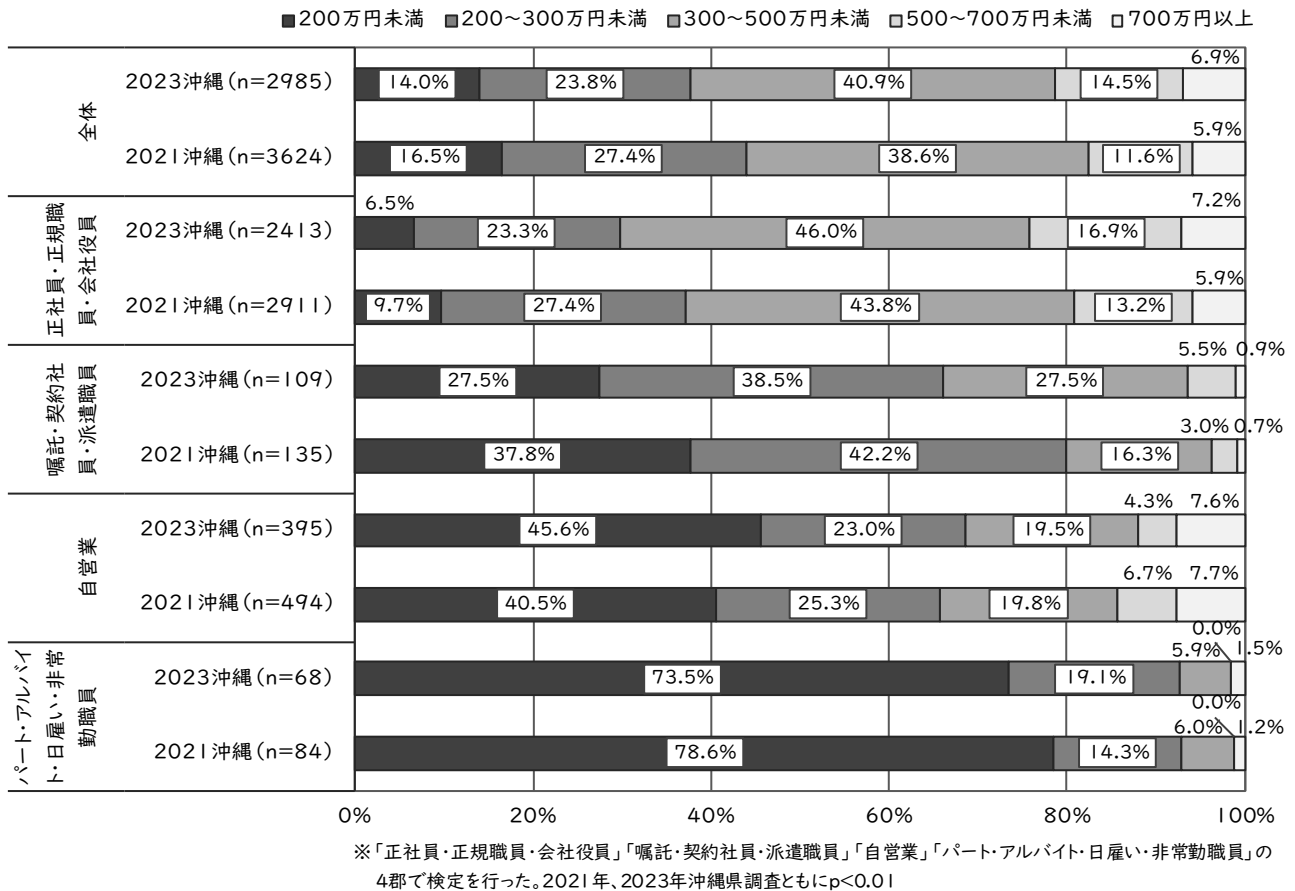 ■200万円未満 ■200～300万円未満 ■300～500万円未満 □500～700万円未満 □700万円以上
全体
2023沖縄(n=2985)
14.0% 23.8% 40.9% 14.5% 6.9%
2021沖縄(n=3624)
16.5% 27.4% 38.6% 11.6% 5.9%
正社員・正規職
員・会社役員
2023沖縄(n=2413)
6.5% 23.3% 46.0% 16.9% 7.2%
2021沖縄(n=2911)
9.7% 27.4% 43.8% 13.2% 5.9%
嘱託・契約社
員・派遣職員
2023沖縄(n=109)
27.5% 38.5% 27.5% 5.5% 0.9%
2021沖縄(n=135)
37.8% 42.2% 16.3% 3.0% 0.7%
自営業
2023沖縄(n=395)
45.6% 23.0% 19.5% 4.3% 7.6%
2021沖縄(n=494)
40.5% 25.3% 19.8% 6.7% 7.7%
パート・アルバイ
ト・日雇い・非常
勤職員
2023沖縄(n=68)
73.5% 19.1% 5.9% 0.0% 1.5%
2021沖縄(n=84)
78.6% 14.3% 6.0% 0.0% 1.2%
0% 20% 40% 60% 80% 100%
※「正社員・正規職員・会社役員」「嘱託・契約社員・派遣職員」「自営業」「パート・アルバイト・日雇い・非常勤職員」の
4郡で検定を行った。2021年、2023年沖縄県調査ともにp<0.01